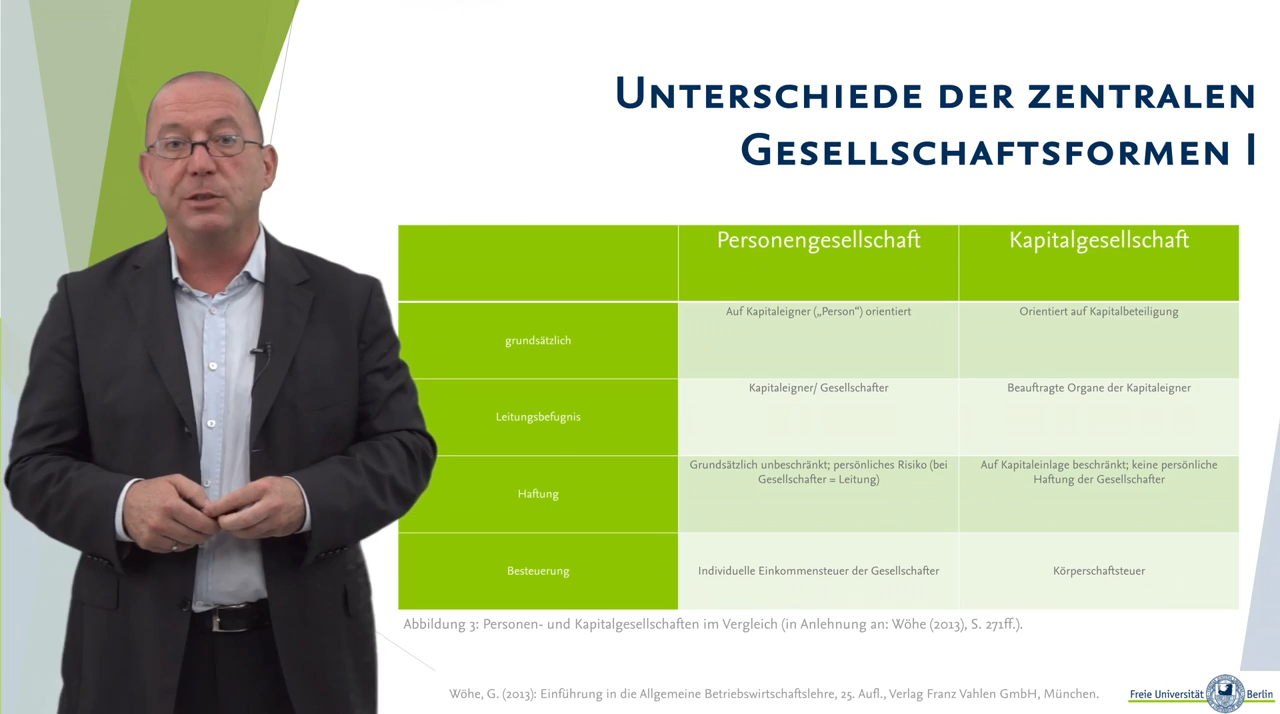 Unterschiede der zentralen
Gesellschaftsformen I
Personengesellschaft
Kapitalgesellschaft
grundsätzlich
Auf Kapitaleigner („Person“) orientiert
Orientiert auf Kapitalbeteiligung
Leitungsbefugnis
Kapitaleigner/ Gesellschafter
Beauftragte Organe der Kapitaleigner
Haftung
Grundsätzlich unbeschränkt; persönliches Risiko (bei
Gesellschafter = Leitung)
Auf Kapitaleinlage beschränkt; keine persönliche
Haftung der Gesellschafter
Besteuerung
Individuelle Einkommensteuer der Gesellschafter
Körperschaftsteuer
Abbildung 3: Personen- und Kapitalgesellschaften im Vergleich (in Anlehnung an: Wöhe (2013), S. 271ff.).
Wöhe, G. (2013): Einführung in die Allgemeine Betriebswirtschaftslehre, 25. Aufl., Verlag Franz Vahlen GmbH, München.
Freie Universität Berlin